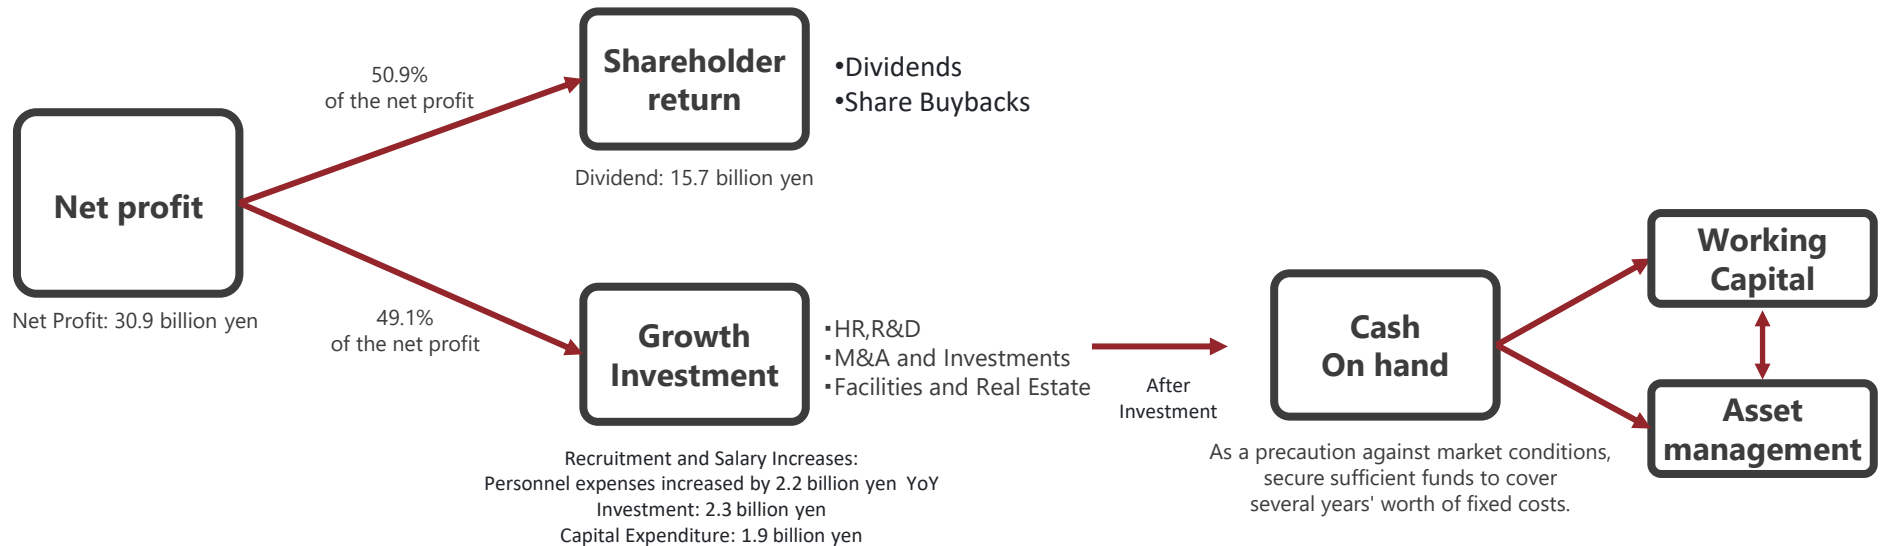 Net profit
Net Profit: 30.9 billion yen
50.9%
of the net profit
Shareholder
return
Dividend: 15.7 billion yen
•Dividends
•Share Buybacks
49.1%
of the net profit
Growth
Investment
▪HR,R&D
▪M&A and Investments
▪Facilities and Real Estate
Recruitment and Salary Increases:
Personnel expenses increased by 2.2 billion yen YoY
Investment: 2.3 billion yen
Capital Expenditure: 1.9 billion yen
After
Investment
Cash
On hand
As a precaution against market conditions,
secure sufficient funds to cover
several years' worth of fixed costs.
Working
Capital
Asset
management